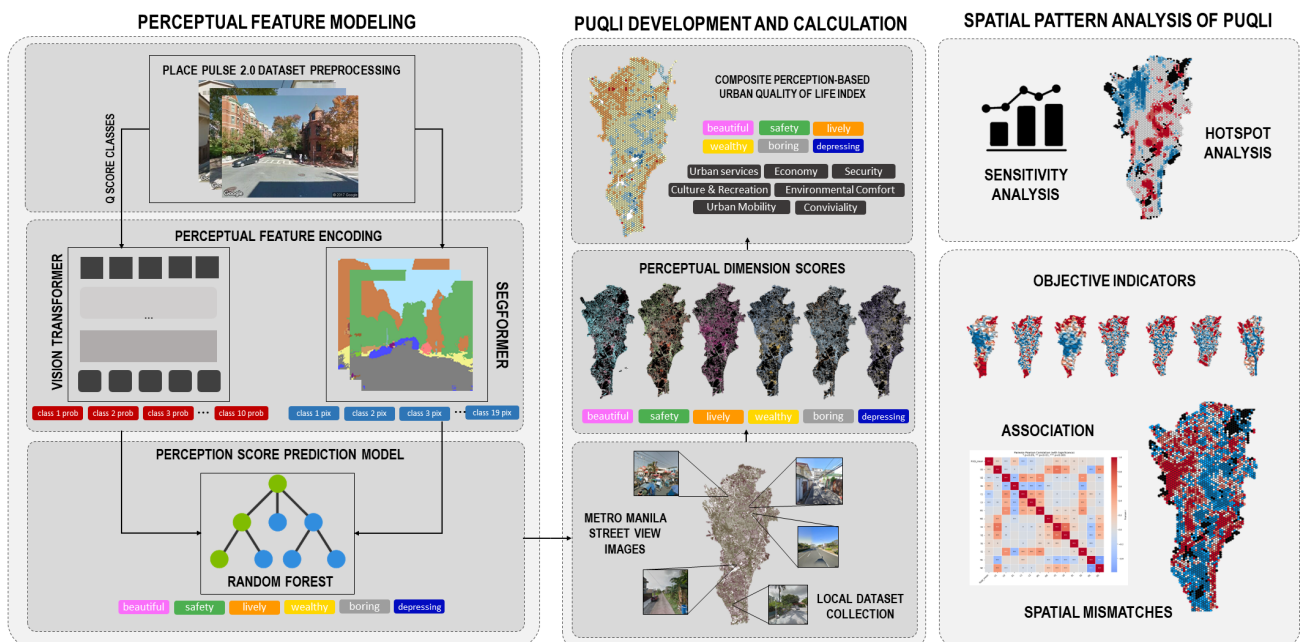 PERCEPTUAL FEATURE MODELING
PLACE PULSE 2.0 DATASET PREPROCESSING
Google
Q SCORE CLASSES
PERCEPTUAL FEATURE ENCODING
VISION TRANSFORMER
...
SEGFORMER
class 1 prob class 2 prob class 3 prob ... class 10 prob
class 1 pix class 2 pix class 3 pix ... class 19 pix
PERCEPTION SCORE PREDICTION MODEL
RANDOM FOREST
beautiful safety lively wealthy boring depressing
PUQLI DEVELOPMENT AND CALCULATION
COMPOSITE PERCEPTION-BASED
URBAN QUALITY OF LIFE INDEX
beautiful safety lively
wealthy boring depressing
Urban services Economy Security
Culture & Recreation Environmental Comfort
Urban Mobility Conviviality
PERCEPTUAL DIMENSION SCORES
beautiful safety lively wealthy boring depressing
METRO MANILA
STREET VIEW
IMAGES
LOCAL DATASET
COLLECTION
SPATIAL PATTERN ANALYSIS OF PUQLI
SENSITIVITY
ANALYSIS
HOTSPOT
ANALYSIS
OBJECTIVE INDICATORS
ASSOCIATION
SPATIAL MISMATCHES